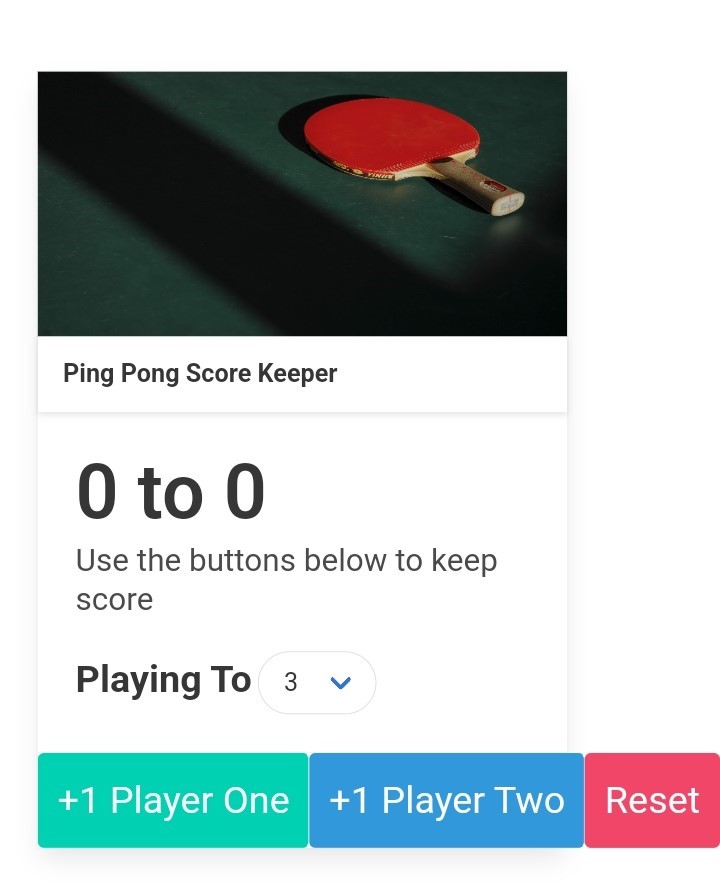 Ping Pong Score Keeper
0 to 0
Use the buttons below to keep
score
Playing To 3
+1 Player One +1 Player Two Reset